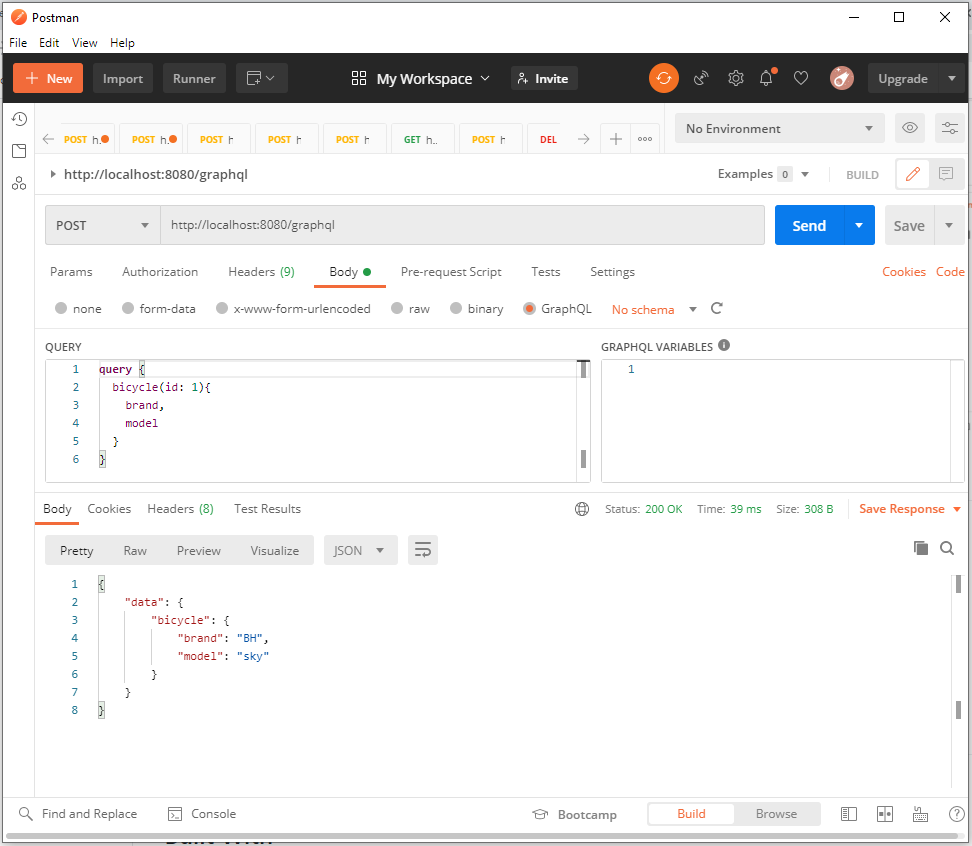 Postman
File Edit View Help
+ New Import Runner My Workspace Invite Upgrade
POST h. POST h. POST h POST h POST h GET h.. POST h DEL + ooo No Environment
http://localhost:8080/graphql Examples 0 BUILD
POST http://localhost:8080/graphql Send Save
Params Authorization Headers (9) Body Pre-request Script Tests Settings Cookies Code
none form-data x-www-form-urlencoded raw binary GraphQL No schema
QUERY GRAPHQL VARIABLES
1 query { 1
2 bicycle(id: 1){
3 brand,
4 model
5 }
6 }
Body Cookies Headers (8) Test Results Status: 200 OK Time: 39 ms Size: 308 B Save Response
Pretty Raw Preview Visualize JSON
1 {
2 "data": {
3 "bicycle": {
4 "brand": "BH",
5 "model": "sky"
6 }
7 }
8 }
Find and Replace Console Bootcamp Build Browse ?